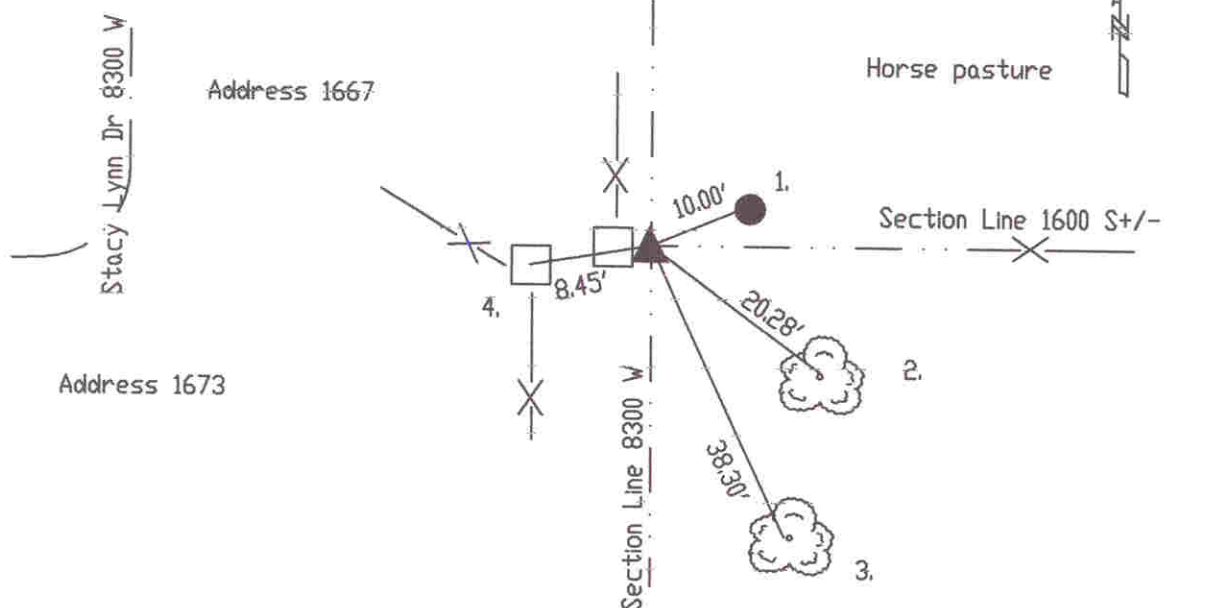 Stacy Lynn Dr 8300 W
Address 1667
Horse pasture
N
10.00'
1.
Section Line 1600 S+/-
8.45'
4.
20.28'
2.
Address 1673
Section Line 8300 W
38.30'
3.